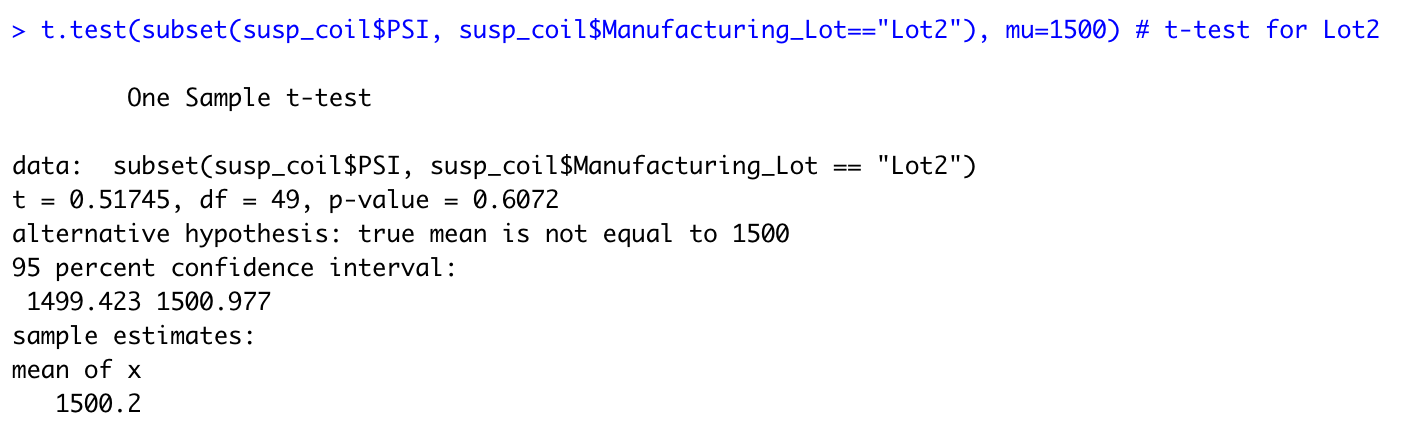 > t.test(subset(susp_coil$PSI, susp_coil$Manufacturing_Lot=="Lot2"), mu=1500) # t-test for Lot2
One Sample t-test
data:  subset(susp_coil$PSI, susp_coil$Manufacturing_Lot == "Lot2")
t = 0.51745, df = 49, p-value = 0.6072
alternative hypothesis: true mean is not equal to 1500
95 percent confidence interval:
1499.423 1500.977
sample estimates:
mean of x
1500.2